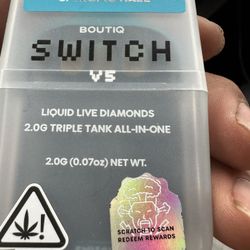 BOUTIQ
SWITCH
V5
LIQUID LIVE DIAMONDS
2.0G TRIPLE TANK ALL-IN-ONE
2.0G (0.07oz) NET WT.
SCRATCH TO SCAN
REDEEM REWARDS